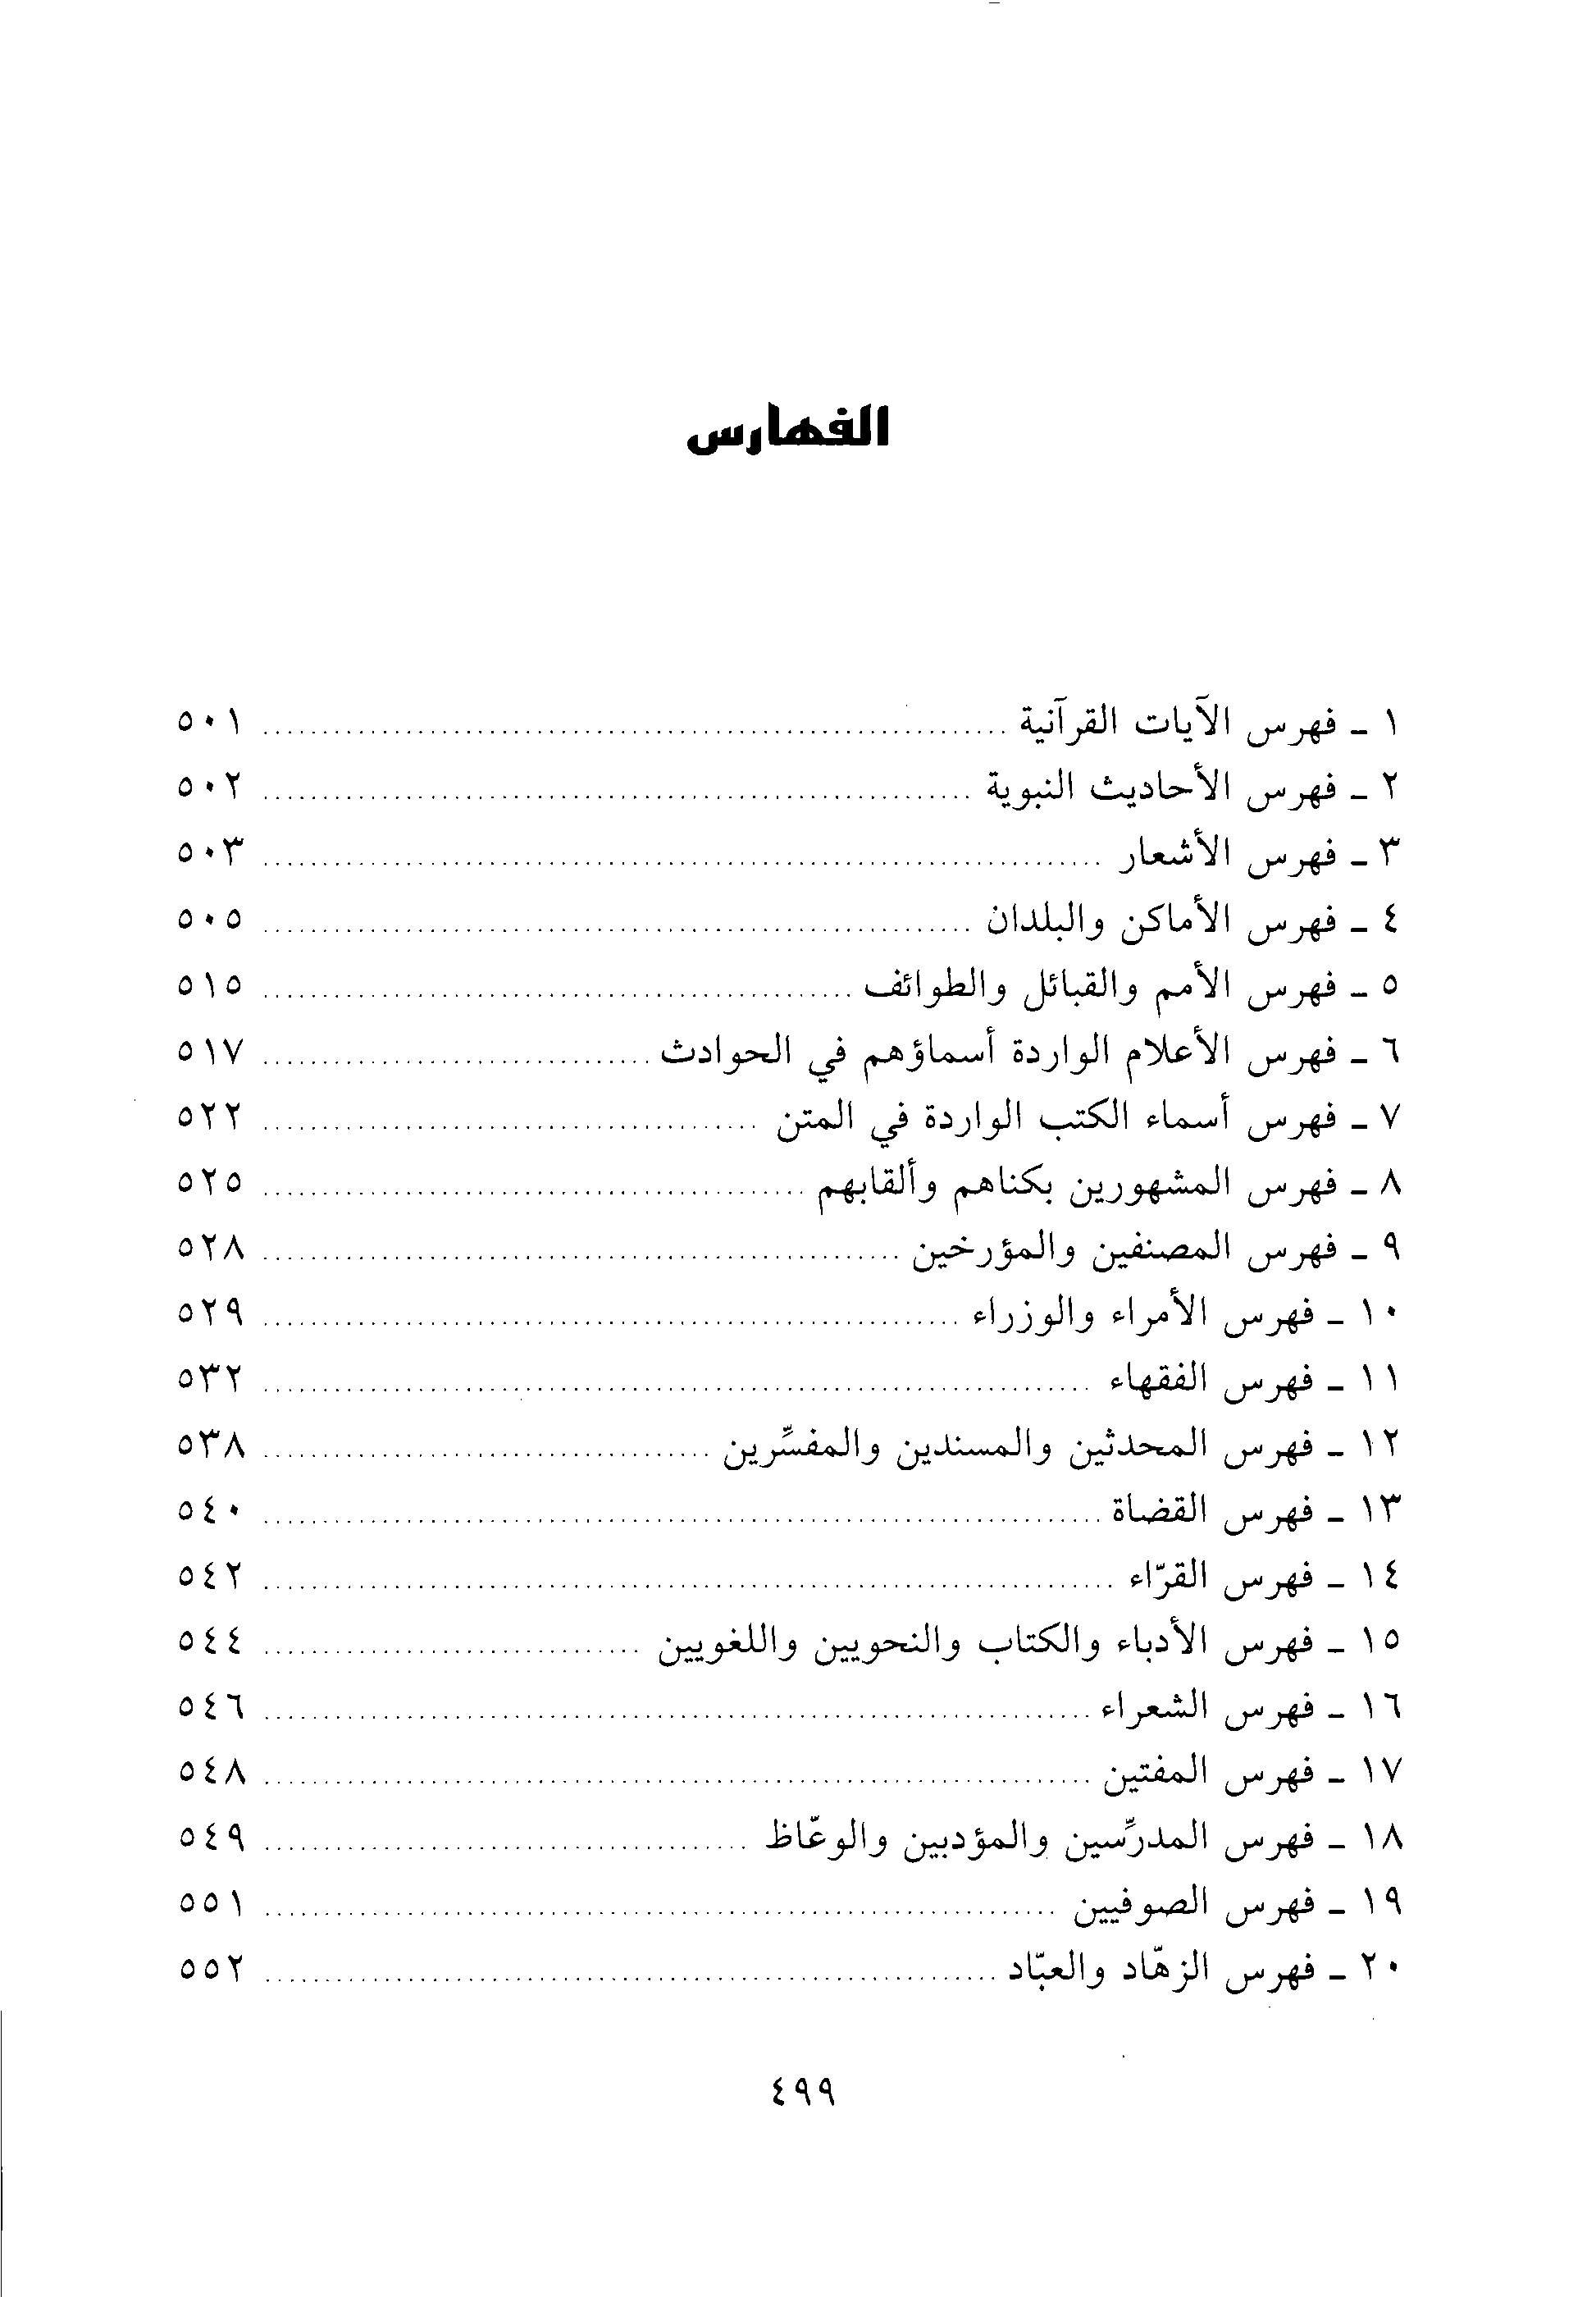 الفهارس
١ - فهرس الآيات القرآنية ........ ٥٠١
٢ - فهرس الأحاديث النبوية ........ ٥٠٢
٣ - فهرس الأشعار ........ ٥٠٣
٤ - فهرس الأماكن والبلدان ........ ٥٠٥
٥ - فهرس الأمم والقبائل والطوائف ........ ٥١٥
٦ - فهرس الأعلام الواردة أسماؤهم في الحوادث ........ ٥١٧
٧ - فهرس أسماء الكتب الواردة في المتن ........ ٥٢٢
٨ - فهرس المشهورين بكناهم وألقابهم ........ ٥٢٥
٩ - فهرس المصنفين والمؤرخين ........ ٥٢٨
١٠ - فهرس الأمراء والوزراء ........ ٥٢٩
١١ - فهرس الفقهاء ........ ٥٣٢
١٢ - فهرس المحدثين والمسندين والمفسِّرين ........ ٥٣٨
١٣ - فهرس القضاة ........ ٥٤٠
١٤ - فهرس القرّاء ........ ٥٤٢
١٥ - فهرس الأدباء والكتاب والنحويين واللغويين ........ ٥٤٤
١٦ - فهرس الشعراء ........ ٥٤٦
١٧ - فهرس المفتين ........ ٥٤٨
١٨ - فهرس المدرِّسين والمؤدبين والوعّاظ ........ ٥٤٩
١٩ - فهرس الصوفيين ........ ٥٥١
٢٠ - فهرس الزهّاد والعبّاد ........ ٥٥٢
٤٩٩